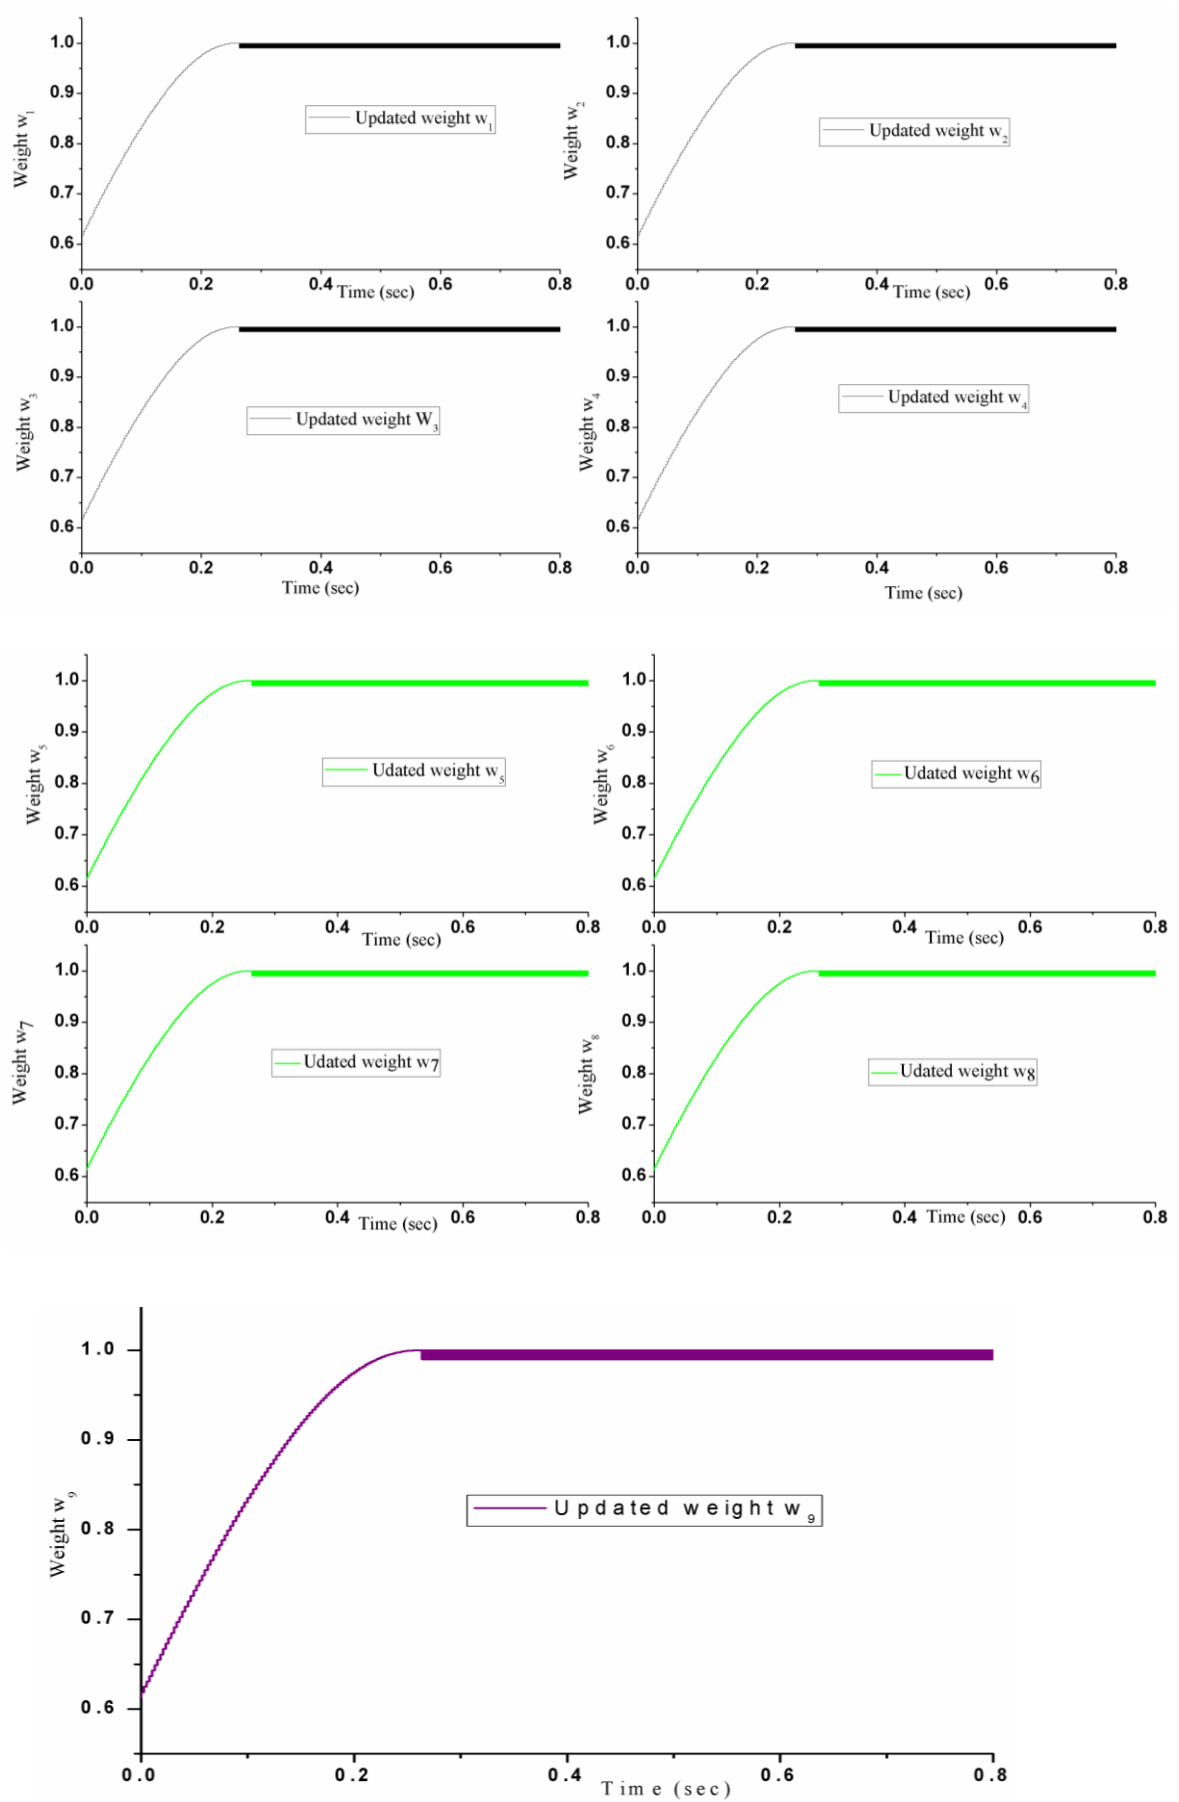 1.0
0.9
0.8
0.7
0.6
Weight w1
Updated weight w1
0.0 0.2 0.4 0.6 0.8
Time (sec)
1.0
0.9
0.8
0.7
0.6
Weight w2
Updated weight w2
0.0 0.2 0.4 0.6 0.8
Time (sec)
1.0
0.9
0.8
0.7
0.6
Weight w3
Updated weight W3
0.0 0.2 0.4 0.6 0.8
Time (sec)
1.0
0.9
0.8
0.7
0.6
Weight w4
Updated weight w4
0.0 0.2 0.4 0.6 0.8
Time (sec)
1.0
0.9
0.8
0.7
0.6
Weight w5
Udated weight w5
0.0 0.2 0.4 0.6 0.8
Time (sec)
1.0
0.9
0.8
0.7
0.6
Weight w6
Udated weight w6
0.0 0.2 0.4 0.6 0.8
Time (sec)
1.0
0.9
0.8
0.7
0.6
Weight w7
Udated weight w7
0.0 0.2 0.4 0.6 0.8
Time (sec)
1.0
0.9
0.8
0.7
0.6
Weight w8
Udated weight w8
0.0 0.2 0.4 0.6 0.8
Time (sec)
1.0
0.9
0.8
0.7
0.6
Weight w9
Updated weight w9
0.0 0.2 0.4 0.6 0.8
Time (sec)